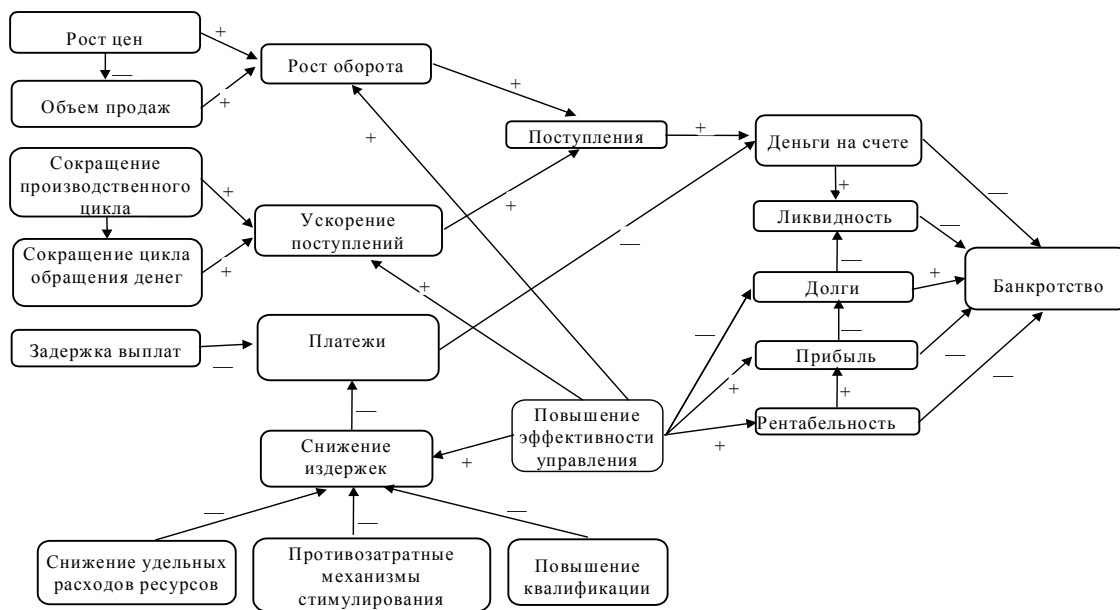 Рост цен
+
—
Объем продаж
+
Рост оборота
+
Сокращение
производственного
цикла
+
Сокращение цикла
обращения денег
+
Ускорение
поступлений
+
Поступления
+
Деньги на счете
—
+
Ликвидность
—
—
Долги
+
—
Прибыль
—
+
Рентабельность
—
Банкротство
Задержка выплат
—
Платежи
—
—
Снижение
издержек
+
Повышение
эффективности
управления
+
+
—
+
+
—
—
—
Снижение удельных
расходов ресурсов
Противозатратные
механизмы
стимулирования
Повышение
квалификации